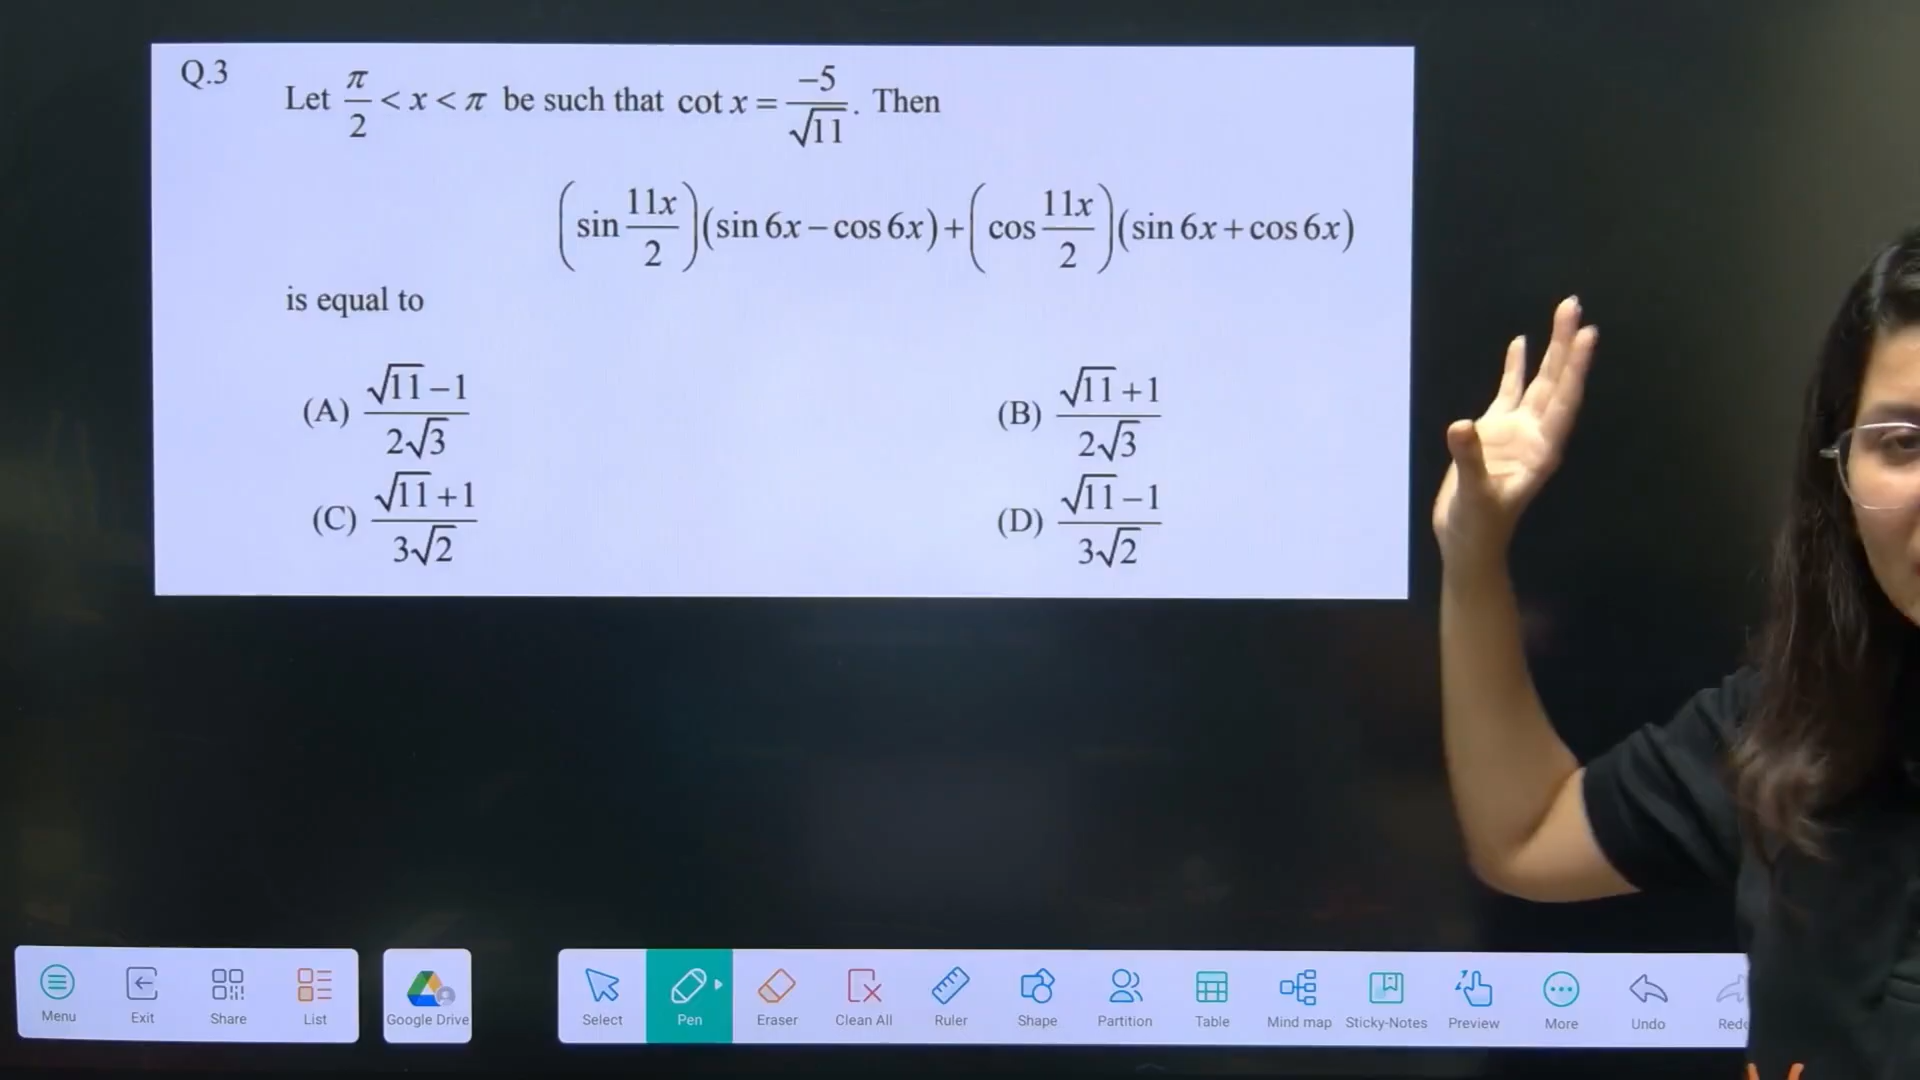 Q.3
Let π/2 < x < π be such that cot x = −5/√11. Then
(sin 11x/2)(sin 6x − cos 6x) + (cos 11x/2)(sin 6x + cos 6x)
is equal to
(A) √11−1/2√3 (B) √11+1/2√3
(C) √11+1/3√2 (D) √11−1/3√2
Menu Exit Share List Google Drive Select Pen Eraser Clean All Ruler Shape Partition Table Mind map Sticky-Notes Preview More Undo